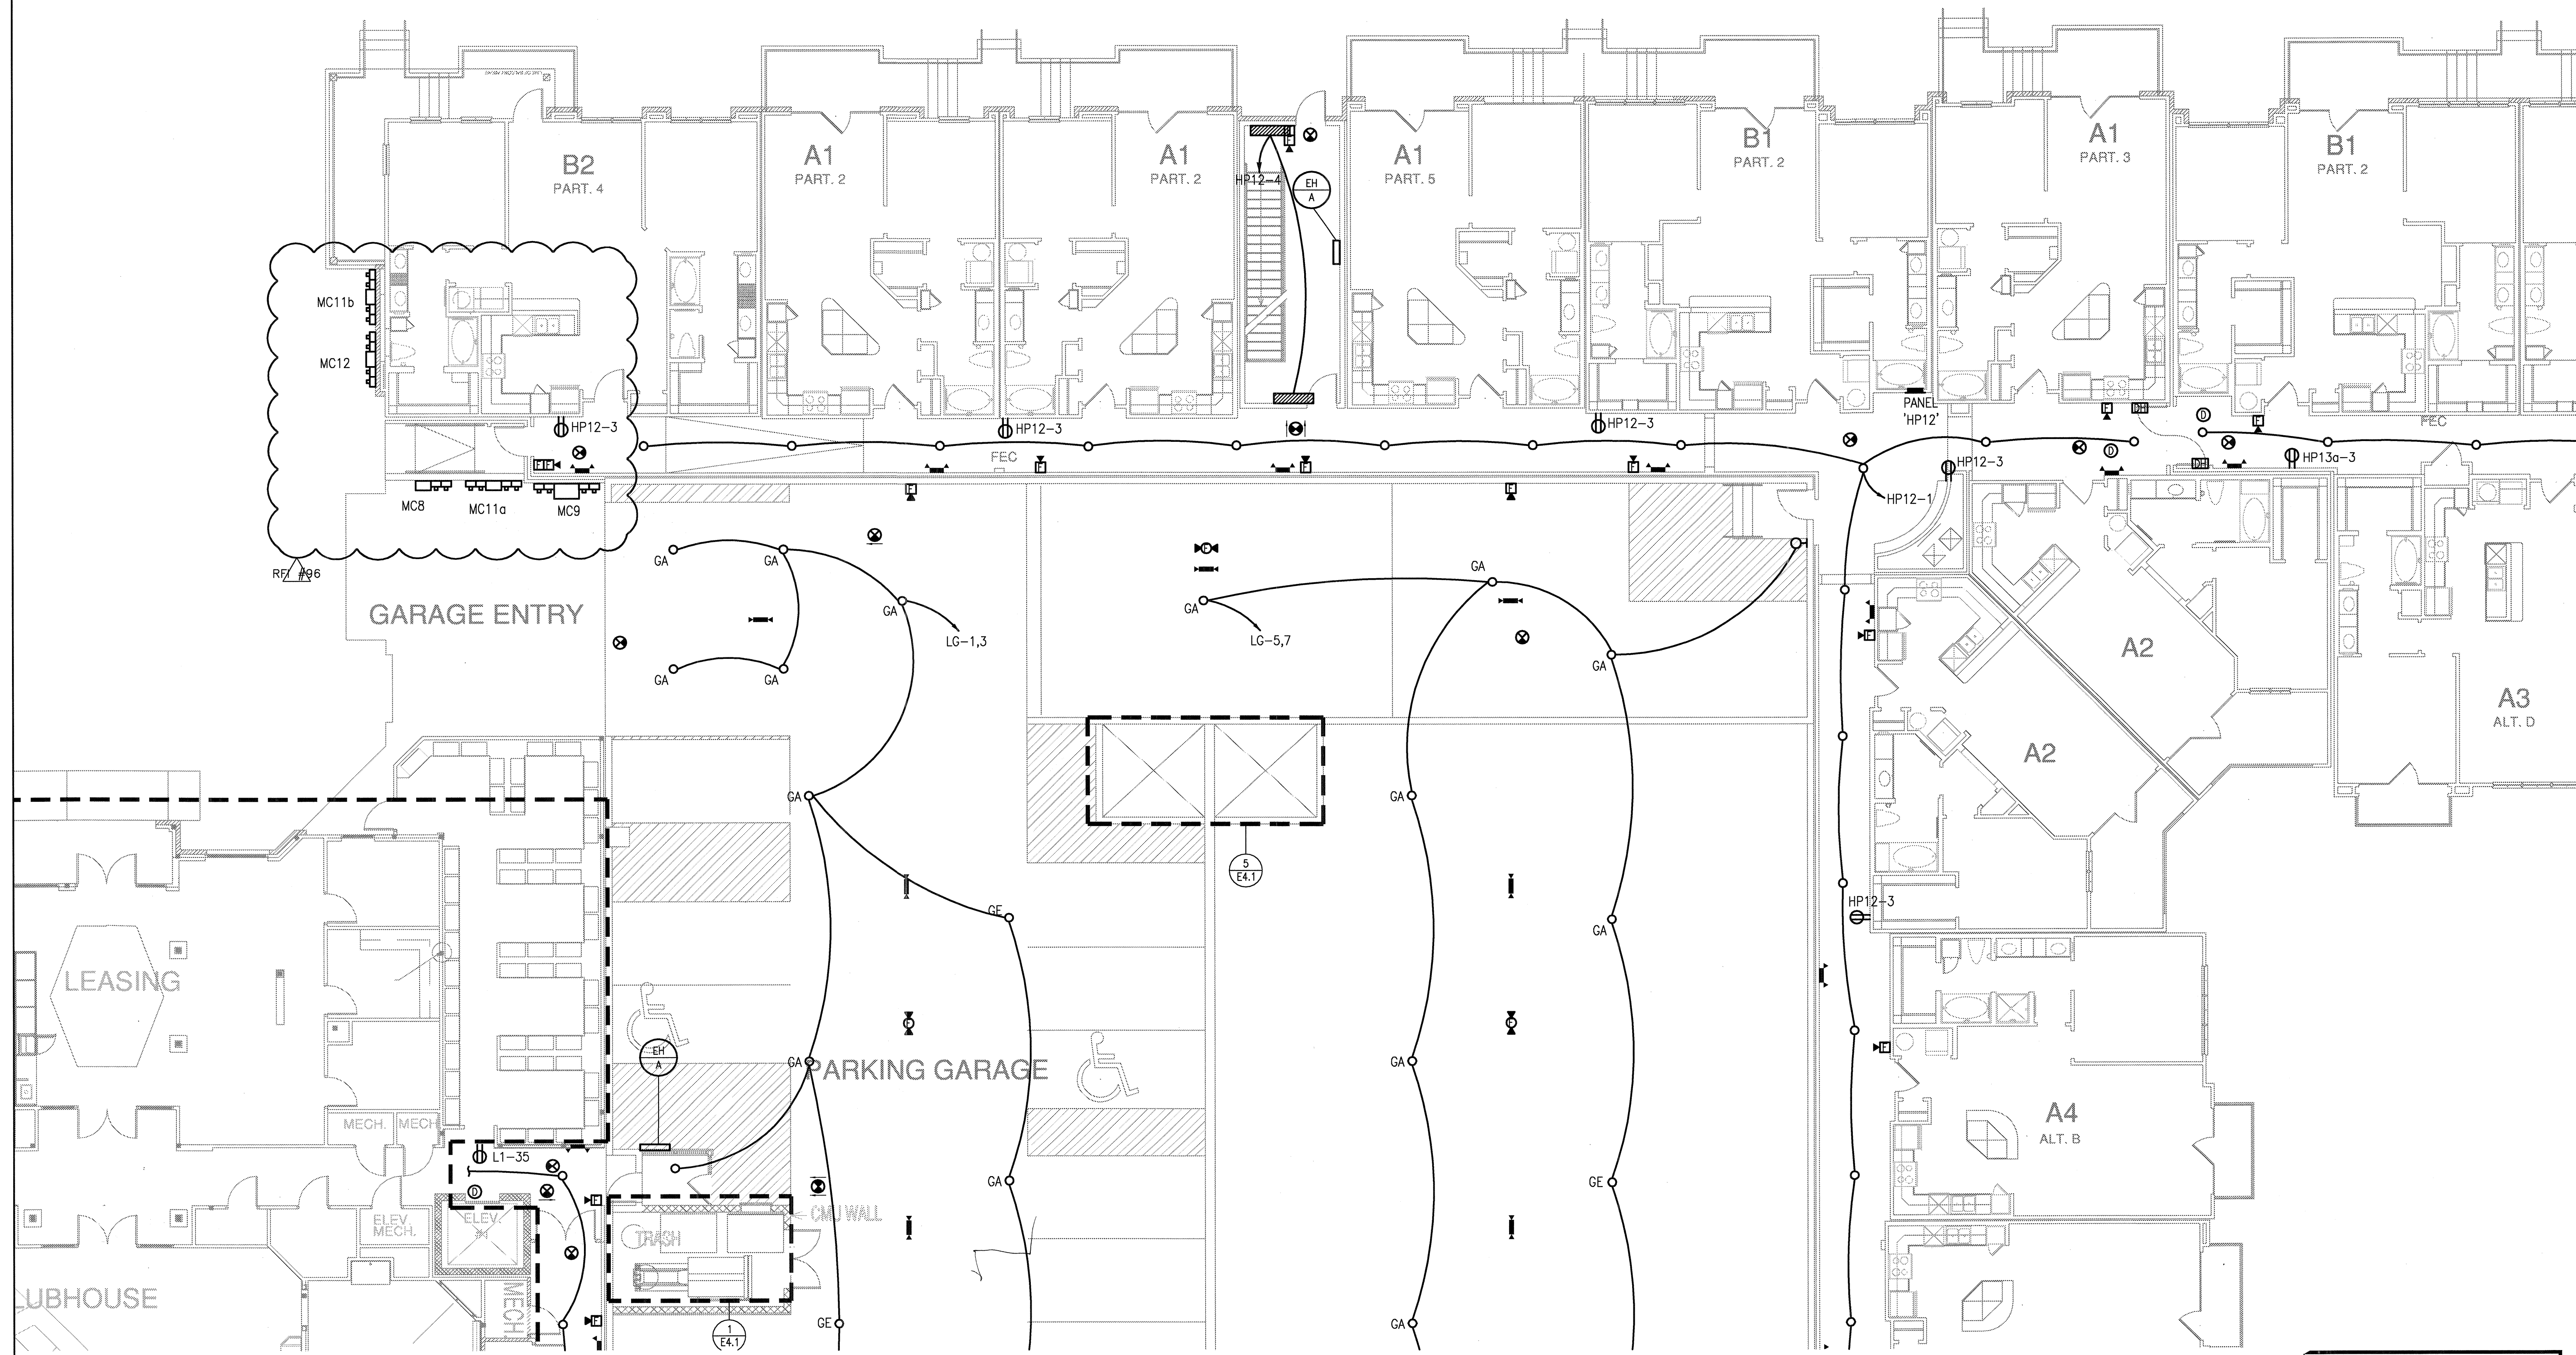 B2
PART. 4
A1
PART. 2
A1
PART. 2
HP12-4
EH
A
A1
PART. 5
B1
PART. 2
A1
PART. 3
B1
PART. 2
MC11b
MC12
HP12-3
HP12-3
HP12-3
PANEL
'HP12'
F
DH
D
F
FEC
F F
FEC
F
F
F
D
DH
HP12-3
HP13a-3
HP12-1
MC8
MC11a
MC9
F
F
RFI #96
GARAGE ENTRY
GA
GA
GA
LG-1,3
GA
GA
F
GA
LG-5,7
GA
GA
F
A2
A2
A3
ALT. D
GA
GA
5
E4.1
GE
GA
HP12-3
LEASING
F
F
EH
A
GA
PARKING GARAGE
GA
F
A4
ALT. B
MECH.
MECH
L1-35
D
F
GA
GE
ELEV.
ELEV.
MECH.
CMU WALL
TRASH
LUBHOUSE
MECH.
F
GE
GA
1
E4.1